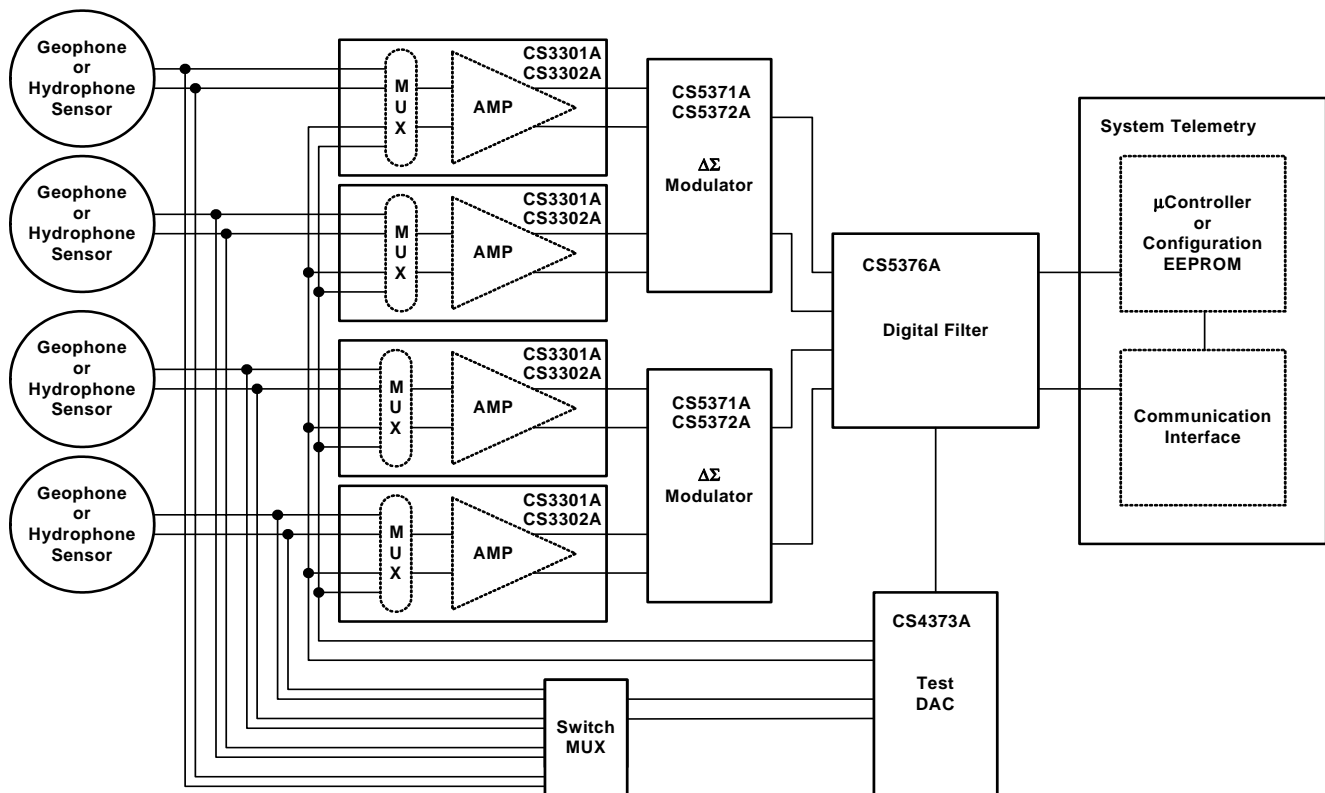 Geophone
or
Hydrophone
Sensor
Geophone
or
Hydrophone
Sensor
Geophone
or
Hydrophone
Sensor
Geophone
or
Hydrophone
Sensor
CS3301A
CS3302A
M
U
X
AMP
CS3301A
CS3302A
M
U
X
AMP
CS3301A
CS3302A
M
U
X
AMP
CS3301A
CS3302A
M
U
X
AMP
CS5371A
CS5372A
ΔΣ
Modulator
CS5371A
CS5372A
ΔΣ
Modulator
CS5376A
Digital Filter
System Telemetry
µController
or
Configuration
EEPROM
Communication
Interface
CS4373A
Test
DAC
Switch
MUX